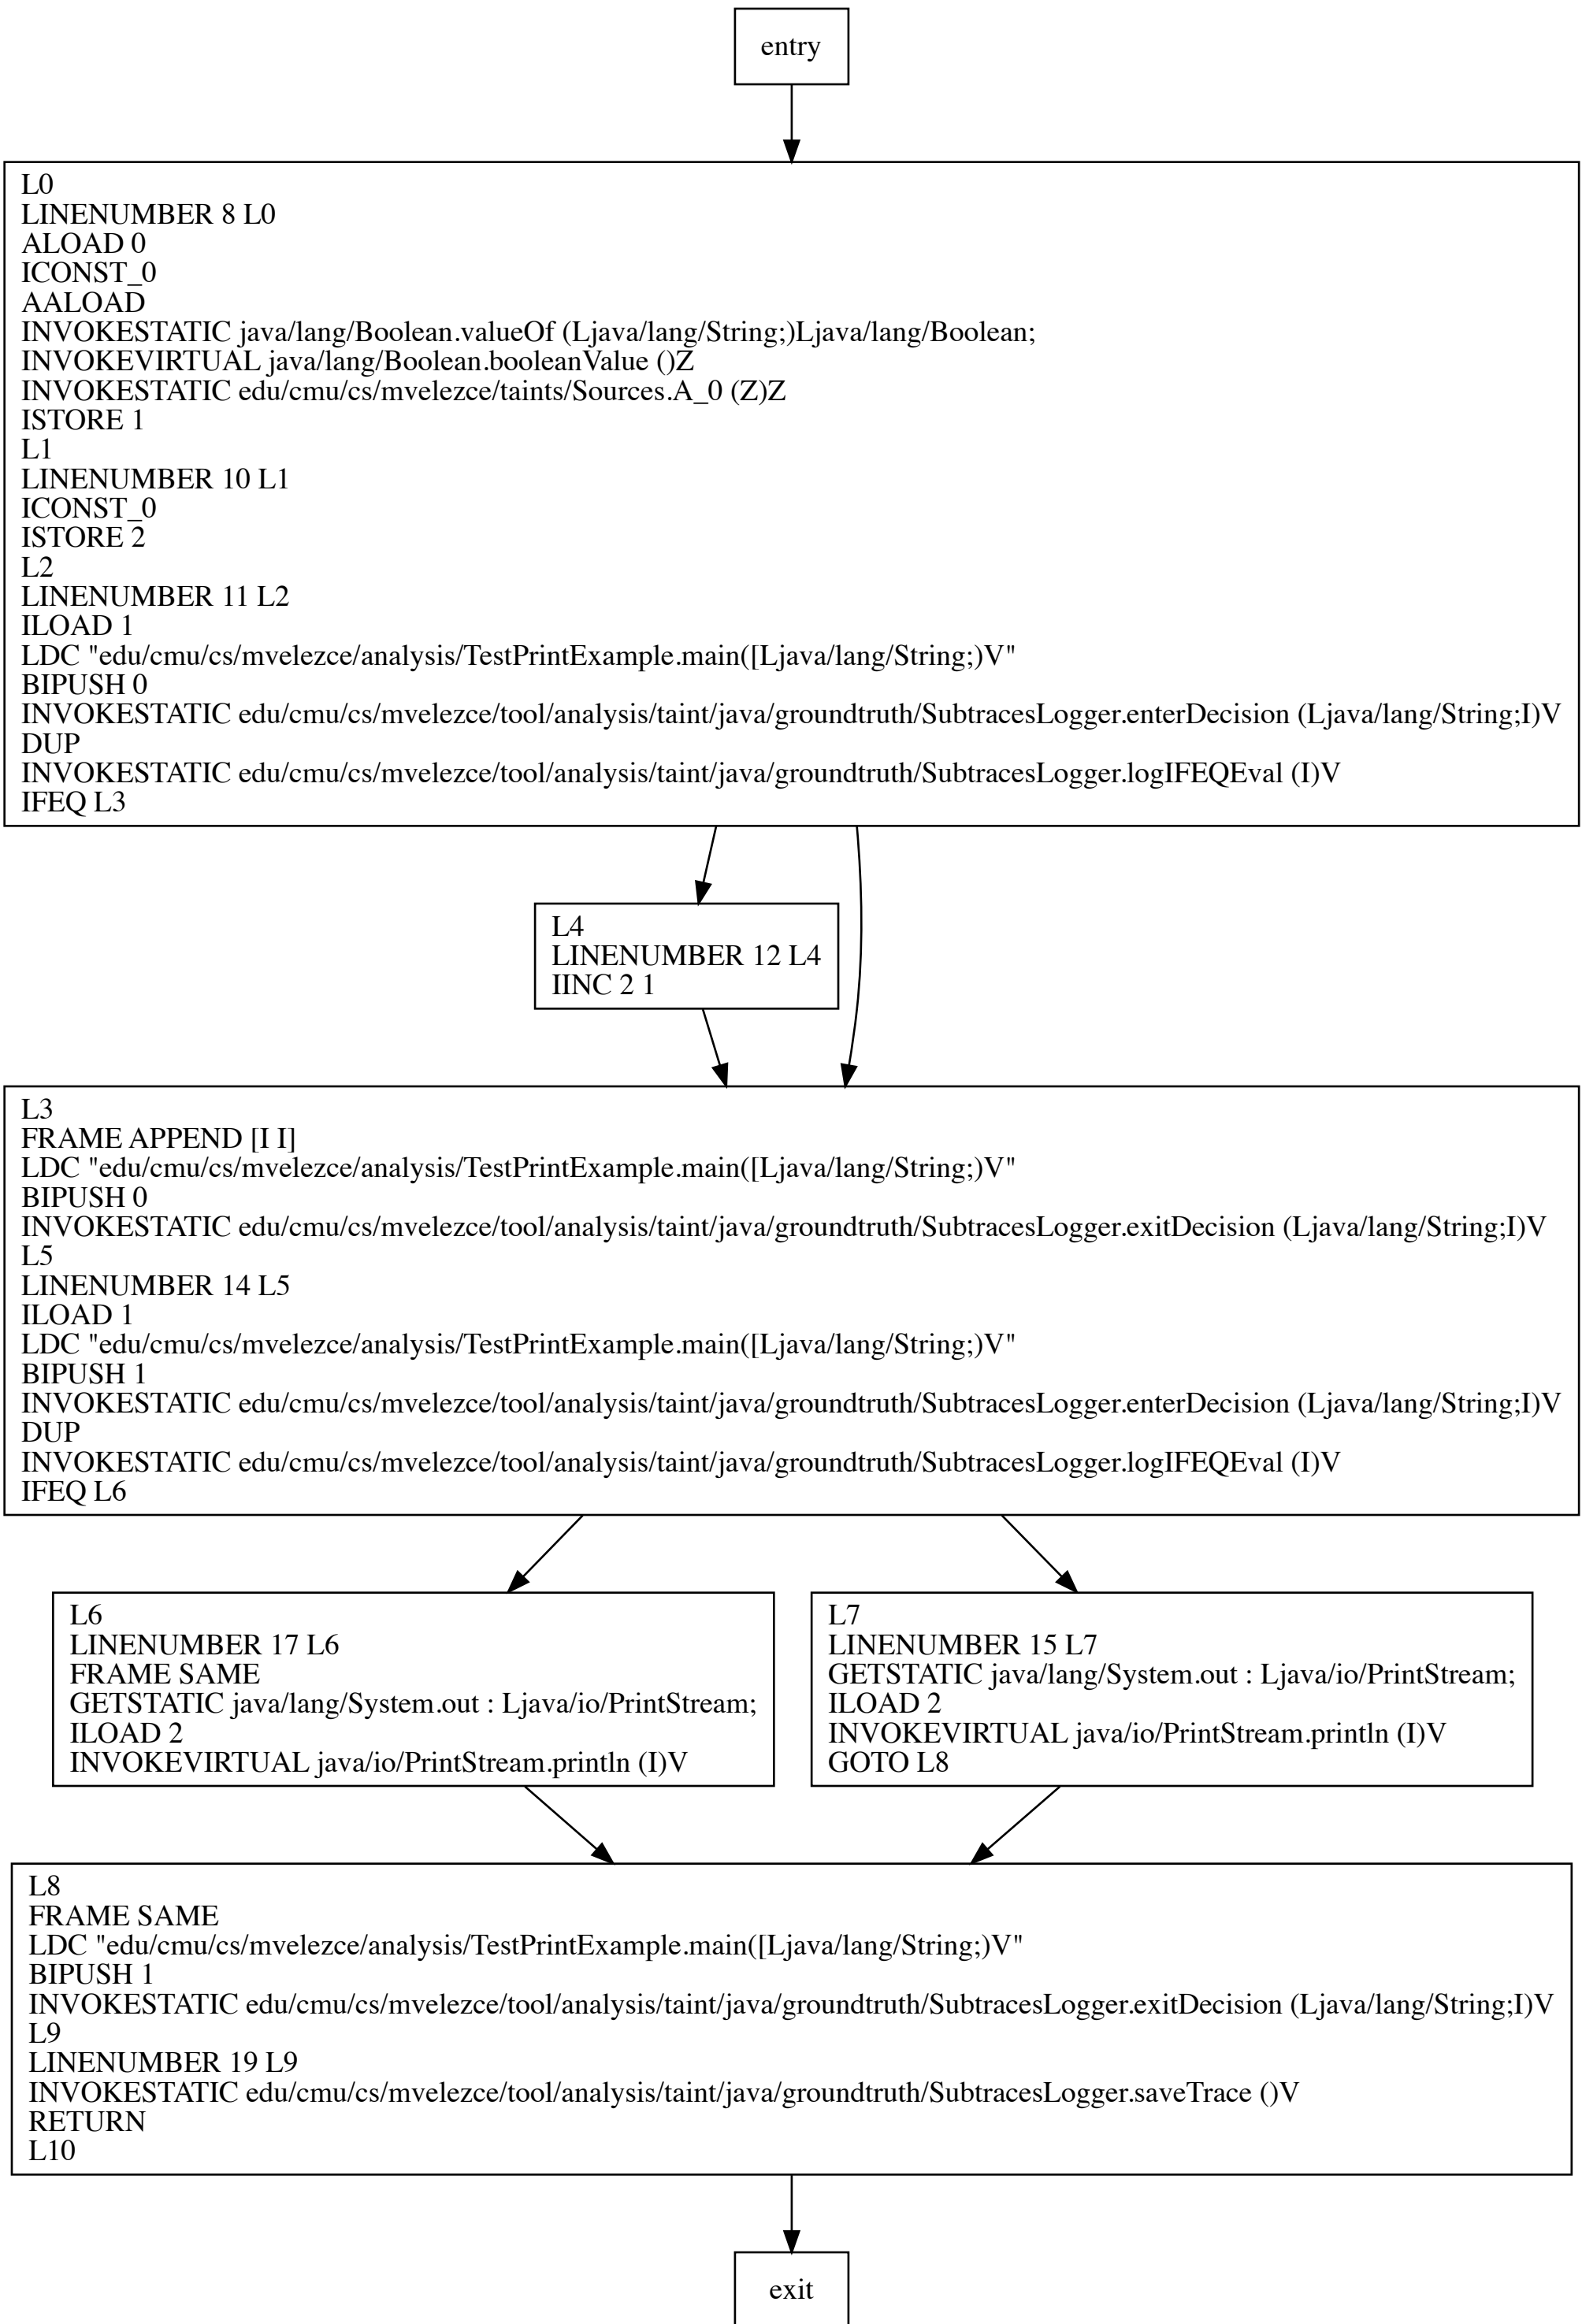 entry
L0
LINENUMBER 8 L0
ALOAD 0
ICONST_0
AALOAD
INVOKESTATIC java/lang/Boolean.valueOf (Ljava/lang/String;)Ljava/lang/Boolean;
INVOKEVIRTUAL java/lang/Boolean.booleanValue ()Z
INVOKESTATIC edu/cmu/cs/mvelezce/taints/Sources.A_0 (Z)Z
ISTORE 1
L1
LINENUMBER 10 L1
ICONST_0
ISTORE 2
L2
LINENUMBER 11 L2
ILOAD 1
LDC "edu/cmu/cs/mvelezce/analysis/TestPrintExample.main([Ljava/lang/String;)V"
BIPUSH 0
INVOKESTATIC edu/cmu/cs/mvelezce/tool/analysis/taint/java/groundtruth/SubtracesLogger.enterDecision (Ljava/lang/String;I)V
DUP
INVOKESTATIC edu/cmu/cs/mvelezce/tool/analysis/taint/java/groundtruth/SubtracesLogger.logIFEQEval (I)V
IFEQ L3
L4
LINENUMBER 12 L4
IINC 2 1
L3
FRAME APPEND [I I]
LDC "edu/cmu/cs/mvelezce/analysis/TestPrintExample.main([Ljava/lang/String;)V"
BIPUSH 0
INVOKESTATIC edu/cmu/cs/mvelezce/tool/analysis/taint/java/groundtruth/SubtracesLogger.exitDecision (Ljava/lang/String;I)V
L5
LINENUMBER 14 L5
ILOAD 1
LDC "edu/cmu/cs/mvelezce/analysis/TestPrintExample.main([Ljava/lang/String;)V"
BIPUSH 1
INVOKESTATIC edu/cmu/cs/mvelezce/tool/analysis/taint/java/groundtruth/SubtracesLogger.enterDecision (Ljava/lang/String;I)V
DUP
INVOKESTATIC edu/cmu/cs/mvelezce/tool/analysis/taint/java/groundtruth/SubtracesLogger.logIFEQEval (I)V
IFEQ L6
L6
LINENUMBER 17 L6
FRAME SAME
GETSTATIC java/lang/System.out : Ljava/io/PrintStream;
ILOAD 2
INVOKEVIRTUAL java/io/PrintStream.println (I)V
L7
LINENUMBER 15 L7
GETSTATIC java/lang/System.out : Ljava/io/PrintStream;
ILOAD 2
INVOKEVIRTUAL java/io/PrintStream.println (I)V
GOTO L8
L8
FRAME SAME
LDC "edu/cmu/cs/mvelezce/analysis/TestPrintExample.main([Ljava/lang/String;)V"
BIPUSH 1
INVOKESTATIC edu/cmu/cs/mvelezce/tool/analysis/taint/java/groundtruth/SubtracesLogger.exitDecision (Ljava/lang/String;I)V
L9
LINENUMBER 19 L9
INVOKESTATIC edu/cmu/cs/mvelezce/tool/analysis/taint/java/groundtruth/SubtracesLogger.saveTrace ()V
RETURN
L10
exit